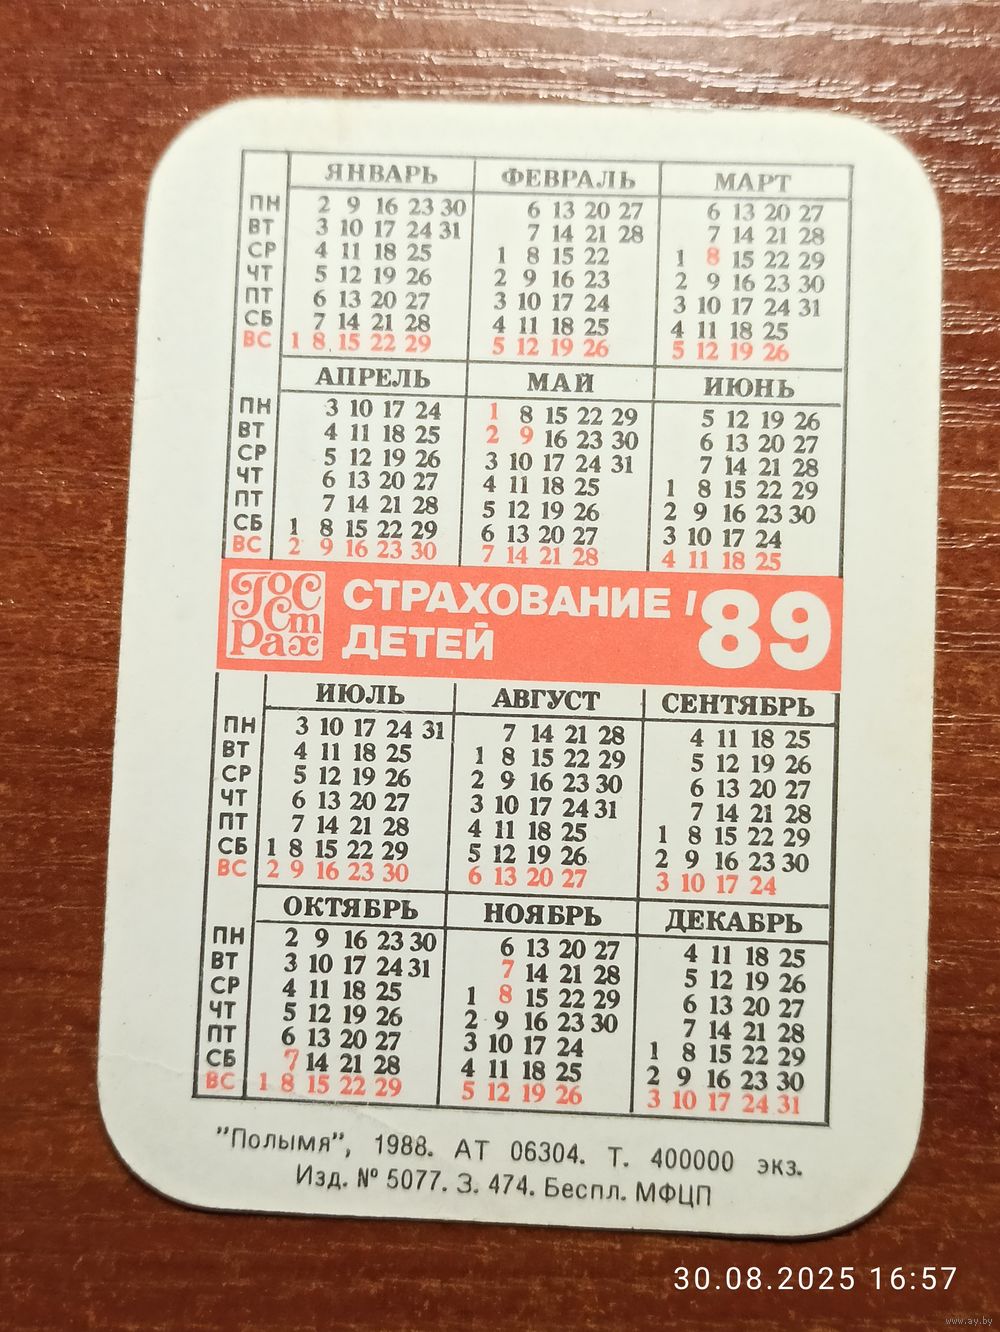 ЯНВАРЬ ФЕВРАЛЬ МАРТ
ПН 2 9 16 23 30 6 13 20 27 6 13 20 27
ВТ 3 10 17 24 31 7 14 21 28 7 14 21 28
СР 4 11 18 25 1 8 15 22 1 8 15 22 29
ЧТ 5 12 19 26 2 9 16 23 2 9 16 23 30
ПТ 6 13 20 27 3 10 17 24 3 10 17 24 31
СБ 7 14 21 28 4 11 18 25 4 11 18 25
ВС 1 8 15 22 29 5 12 19 26 5 12 19 26
АПРЕЛЬ МАЙ ИЮНЬ
ПН 3 10 17 24 1 8 15 22 29 5 12 19 26
ВТ 4 11 18 25 2 9 16 23 30 6 13 20 27
СР 5 12 19 26 3 10 17 24 31 7 14 21 28
ЧТ 6 13 20 27 4 11 18 25 1 8 15 22 29
ПТ 7 14 21 28 5 12 19 26 2 9 16 23 30
СБ 1 8 15 22 29 6 13 20 27 3 10 17 24
ВС 2 9 16 23 30 7 14 21 28 4 11 18 25
ГОС
Ст
Рах
СТРАХОВАНИЕ '89
ДЕТЕЙ
ИЮЛЬ АВГУСТ СЕНТЯБРЬ
ПН 3 10 17 24 31 7 14 21 28 4 11 18 25
ВТ 4 11 18 25 1 8 15 22 29 5 12 19 26
СР 5 12 19 26 2 9 16 23 30 6 13 20 27
ЧТ 6 13 20 27 3 10 17 24 31 7 14 21 28
ПТ 7 14 21 28 4 11 18 25 1 8 15 22 29
СБ 1 8 15 22 29 5 12 19 26 2 9 16 23 30
ВС 2 9 16 23 30 6 13 20 27 3 10 17 24
ОКТЯБРЬ НОЯБРЬ ДЕКАБРЬ
ПН 2 9 16 23 30 6 13 20 27 4 11 18 25
ВТ 3 10 17 24 31 7 14 21 28 5 12 19 26
СР 4 11 18 25 1 8 15 22 29 6 13 20 27
ЧТ 5 12 19 26 2 9 16 23 30 7 14 21 28
ПТ 6 13 20 27 3 10 17 24 1 8 15 22 29
СБ 7 14 21 28 4 11 18 25 2 9 16 23 30
ВС 1 8 15 22 29 5 12 19 26 3 10 17 24 31
"Полымя", 1988. АТ 06304. Т. 400000 экз.
Изд. № 5077. З. 474. Беспл. МФЦП
30.08.2025 16:57
www.ay.by